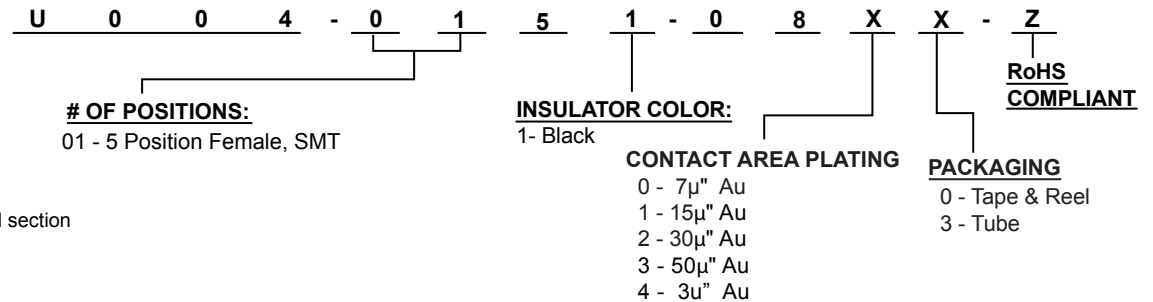 U 0 0 4 - 0 1 5 1 - 0 8 X X - Z
RoHS
COMPLIANT
# OF POSITIONS:
01 - 5 Position Female, SMT
INSULATOR COLOR:
1- Black
CONTACT AREA PLATING
0 - 7µ" Au
1 - 15µ" Au
2 - 30µ" Au
3 - 50µ" Au
4 - 3u” Au
PACKAGING
0 - Tape & Reel
3 - Tube
section